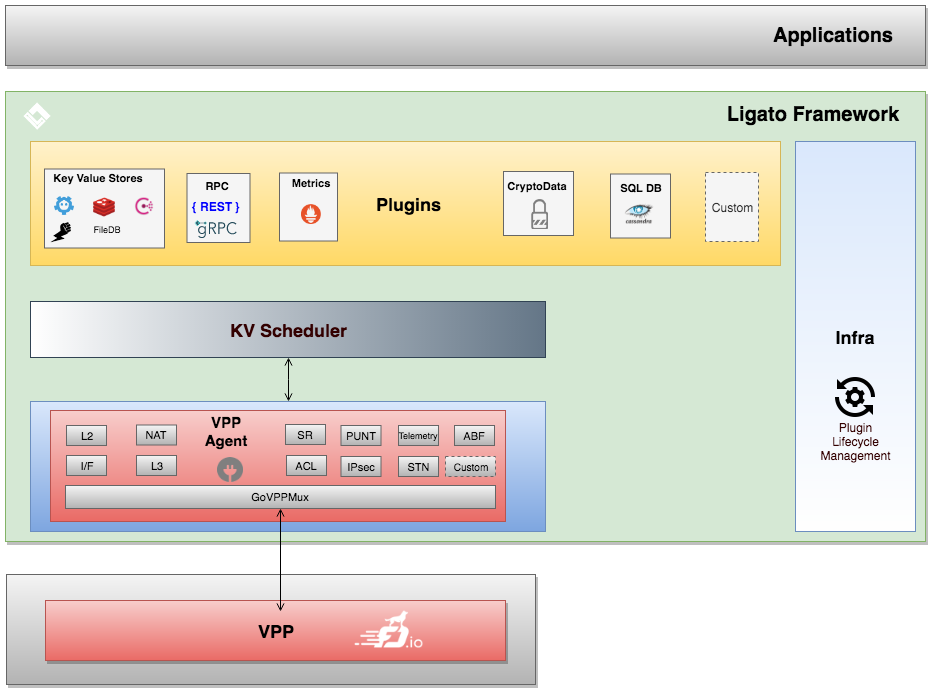 Applications
Ligato Framework
Key Value Stores
FileDB
RPC
{ REST }
gRPC
Metrics
Plugins
CryptoData
SQL DB
cassandra
Custom
KV Scheduler
Infra
Plugin
Lifecycle
Management
VPP
Agent
L2
NAT
SR
PUNT
Telemetry
ABF
I/F
L3
ACL
IPsec
STN
Custom
GoVPPMux
VPP
FD.io